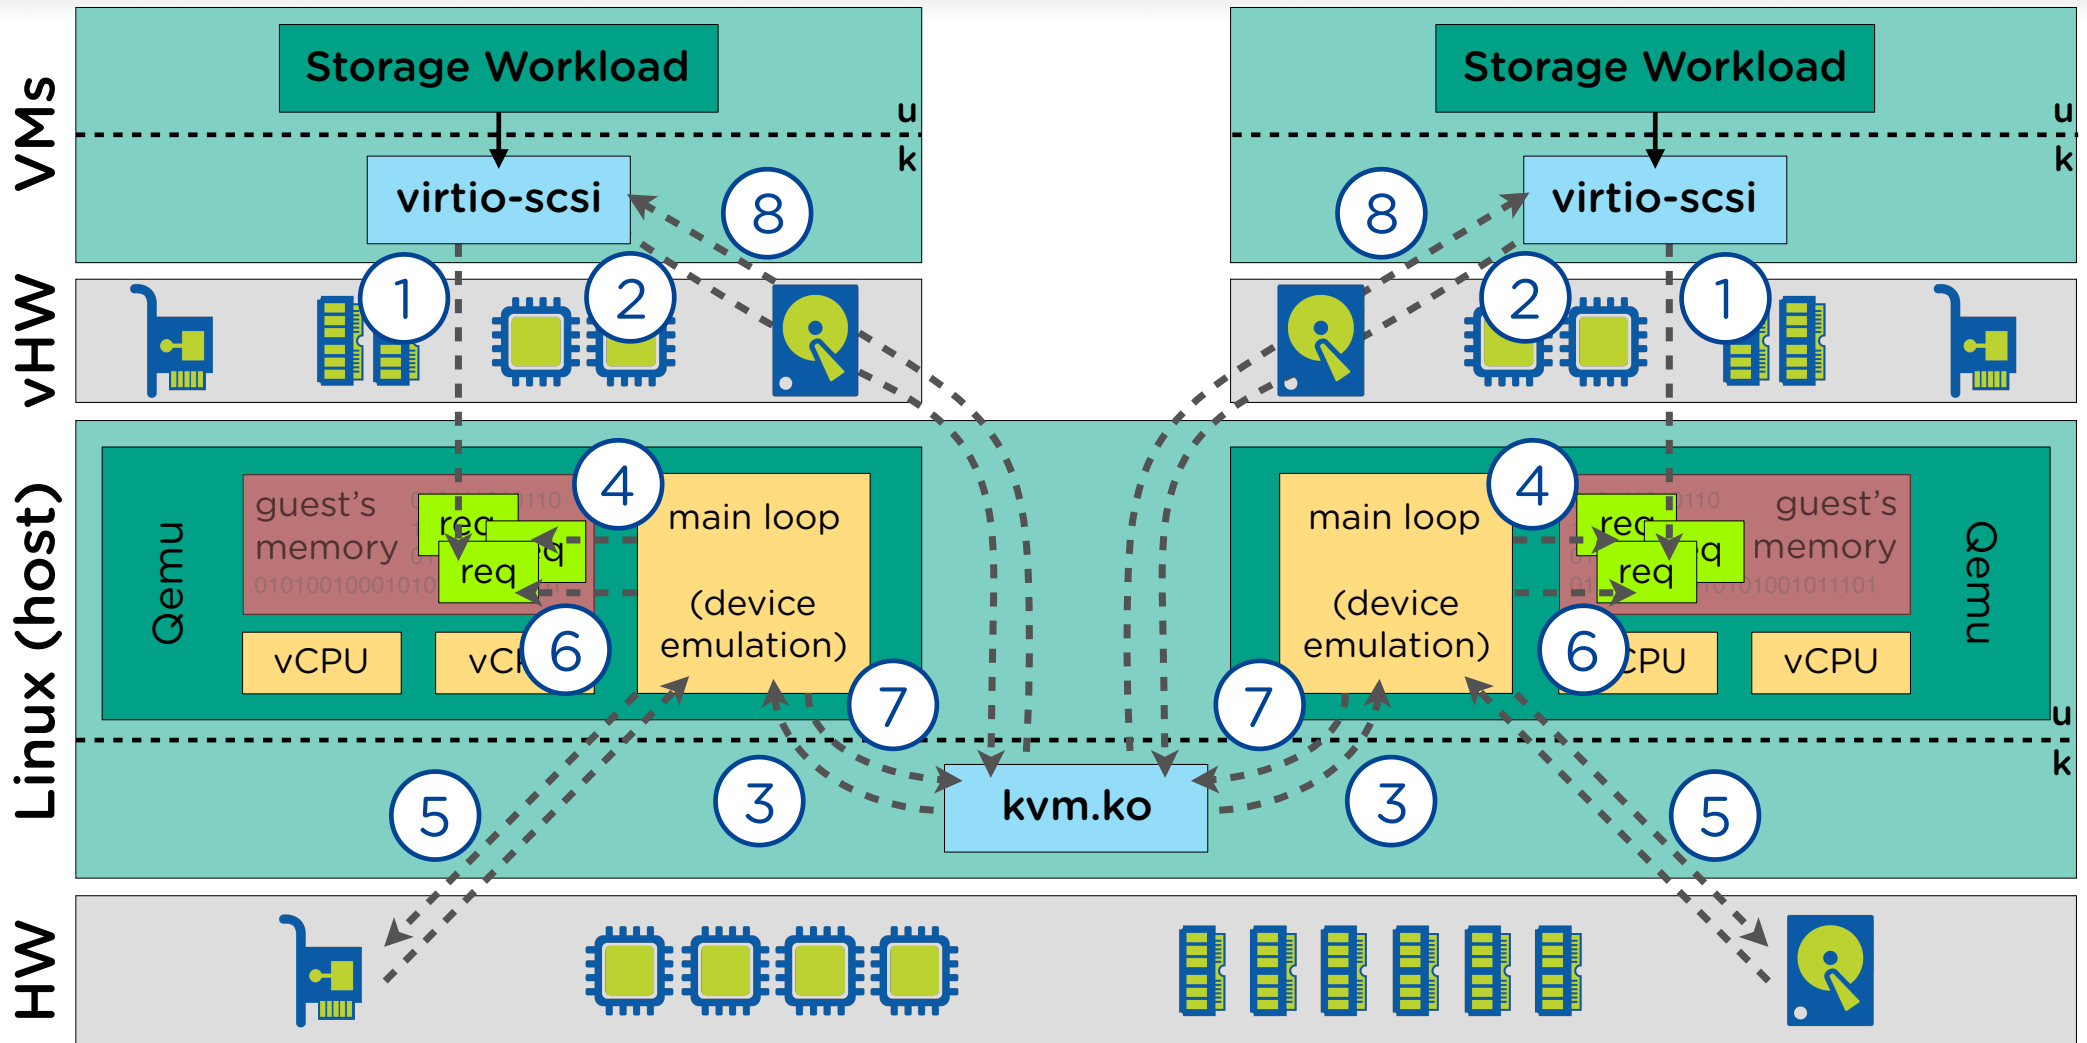 VMs
Storage Workload
u
k
virtio-scsi
8
Storage Workload
u
k
virtio-scsi
8
vHW
1
2
2
1
Linux (host)
Qemu
guest's
memory
req
req
4
main loop
(device
emulation)
vCPU
6
7
5
3
kvm.ko
main loop
(device
emulation)
4
req
req
guest's
memory
6
vCPU
Qemu
7
3
5
u
k
HW